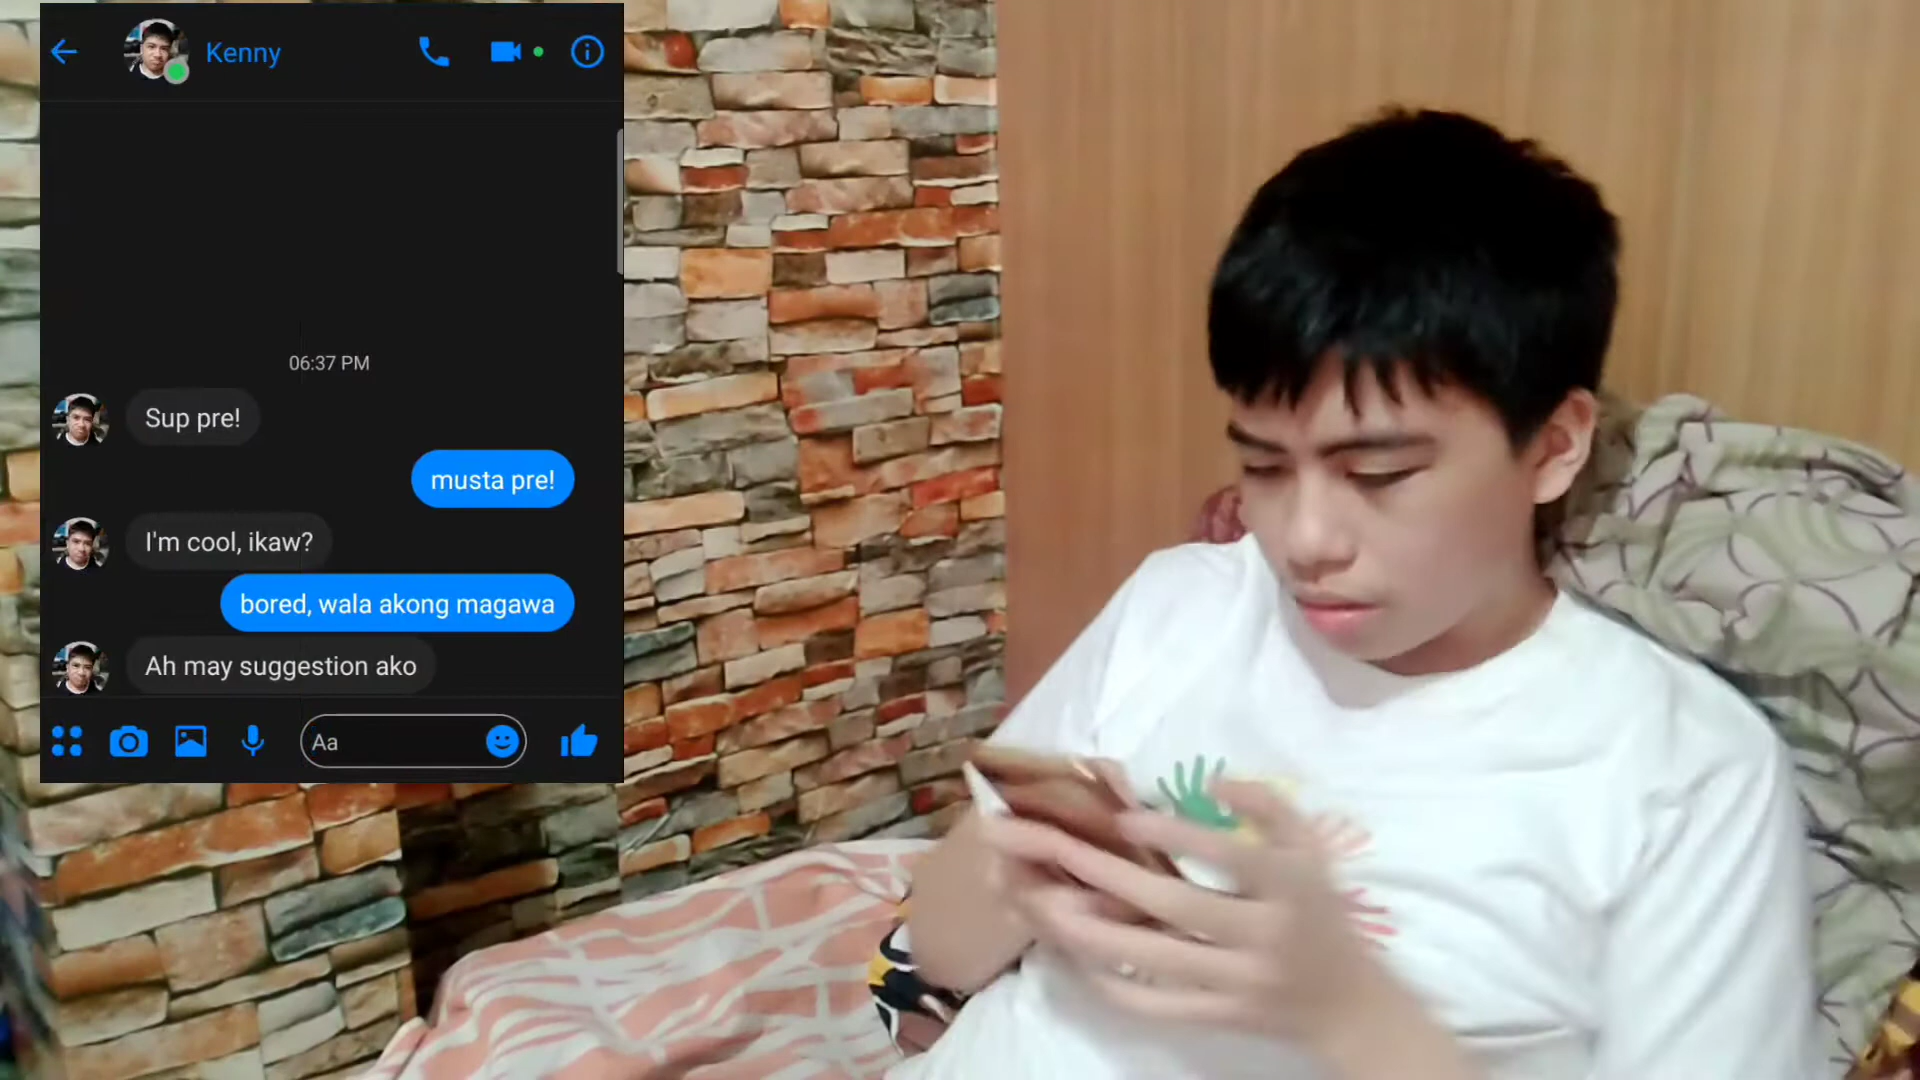 Kenny
06:37 PM
Sup pre!
musta pre!
I'm cool, ikaw?
bored, wala akong magawa
Ah may suggestion ako
Aa